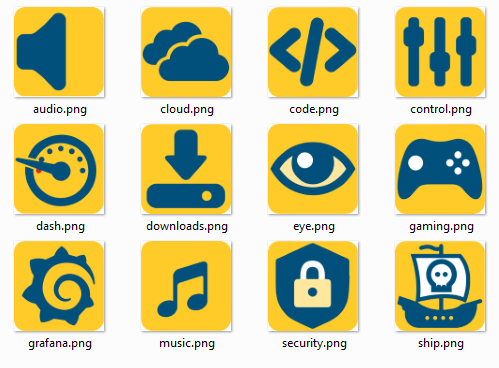 audio.png
cloud.png
code.png
control.png
dash.png
downloads.png
eye.png
gaming.png
grafana.png
music.png
security.png
ship.png